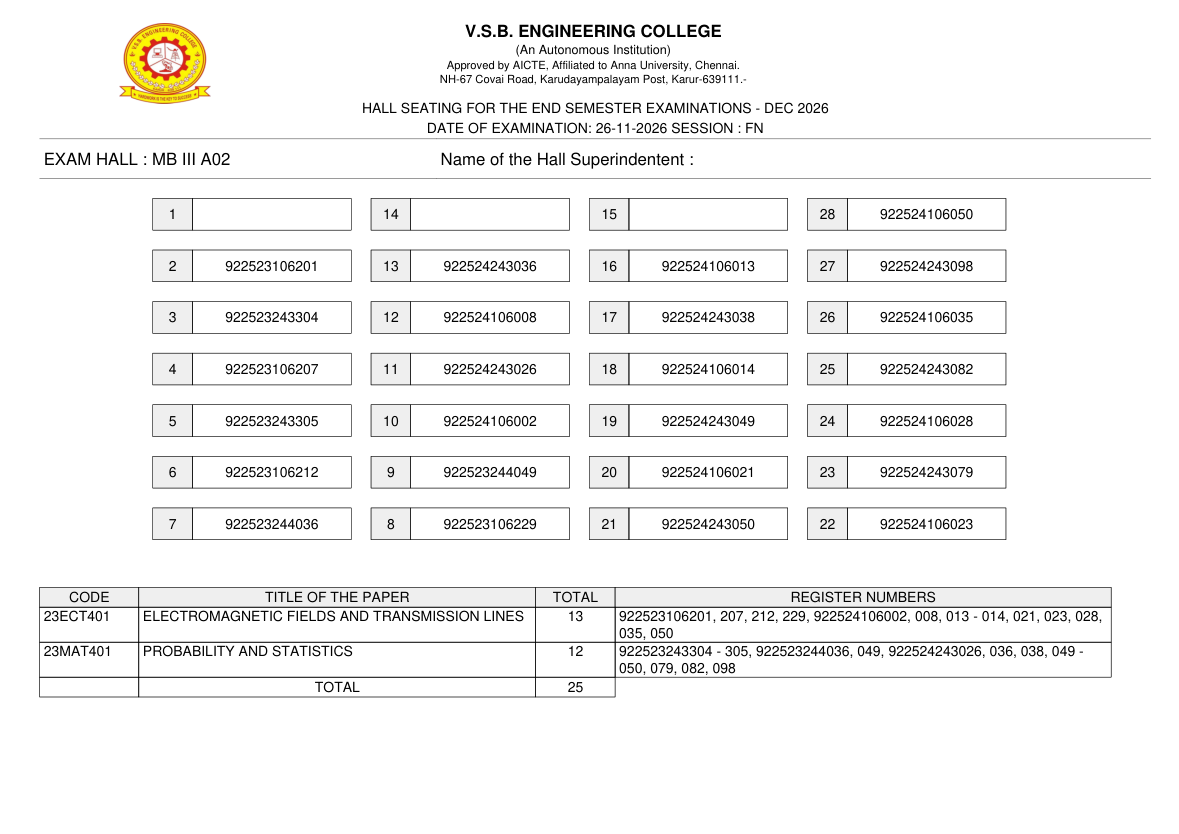 V.S.B. ENGINEERING COLLEGE
(An Autonomous Institution)
Approved by AICTE, Affiliated to Anna University, Chennai.
NH-67 Covai Road, Karudayampalayam Post, Karur-639111.-
HALL SEATING FOR THE END SEMESTER EXAMINATIONS - DEC 2026
DATE OF EXAMINATION: 26-11-2026 SESSION : FN
EXAM HALL : MB III A02 Name of the Hall Superintendent :
1 14 15 28 922524106050
2 922523106201 13 922524243036 16 922524106013 27 922524243098
3 922523243304 12 922524106008 17 922524243038 26 922524106035
4 922523106207 11 922524243026 18 922524106014 25 922524243082
5 922523243305 10 922524106002 19 922524243049 24 922524106028
6 922523106212 9 922523244049 20 922524106021 23 922524243079
7 922523244036 8 922523106229 21 922524243050 22 922524106023
CODE TITLE OF THE PAPER TOTAL REGISTER NUMBERS
23ECT401 ELECTROMAGNETIC FIELDS AND TRANSMISSION LINES 13 922523106201, 207, 212, 229, 922524106002, 008, 013 - 014, 021, 023, 028,
035, 050
23MAT401 PROBABILITY AND STATISTICS 12 922523243304 - 305, 922523244036, 049, 922524243026, 036, 038, 049 -
050, 079, 082, 098
TOTAL 25